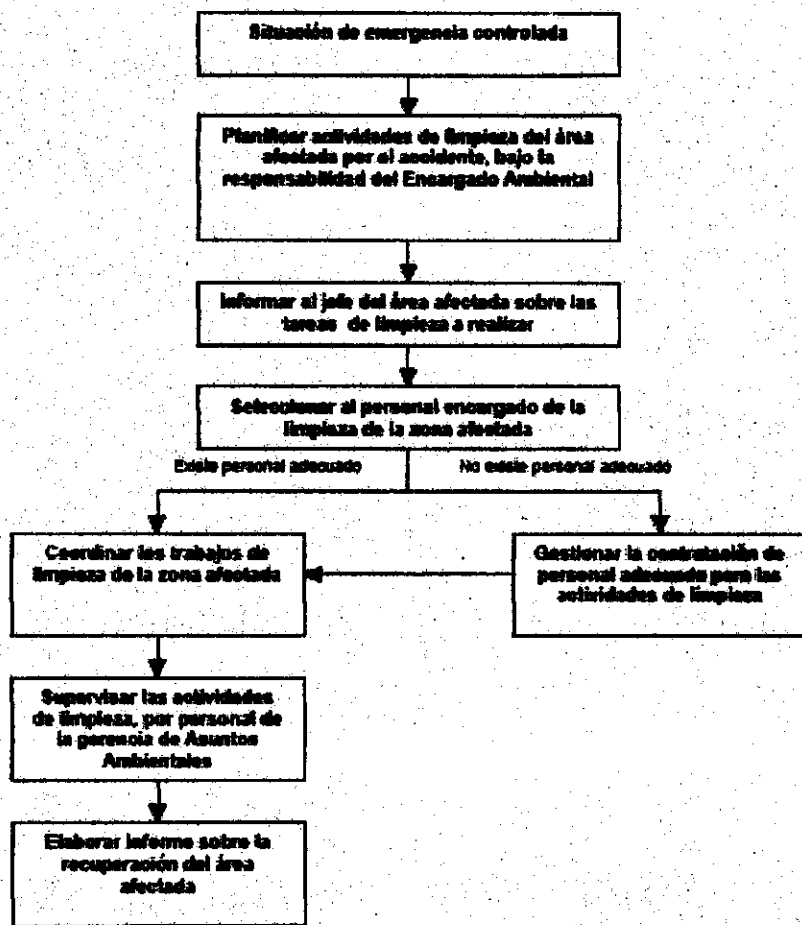 Situación de emergencia controlada
Planificar actividades de limpieza del área
afectada por el accidente, bajo la
responsabilidad del Encargado Ambiental
Informar al jefe del área afectada sobre las
tareas de limpieza a realizar
Seleccionar al personal encargado de la
limpieza de la zona afectada
Existe personal adecuado
No existe personal adecuado
Coordinar los trabajos de
limpieza de la zona afectada
Gestionar la contratación de
personal adecuado para las
actividades de limpieza
Supervisar las actividades
de limpieza, por personal de
la gerencia de Asuntos
Ambientales
Elaborar informe sobre la
recuperación del área
afectada